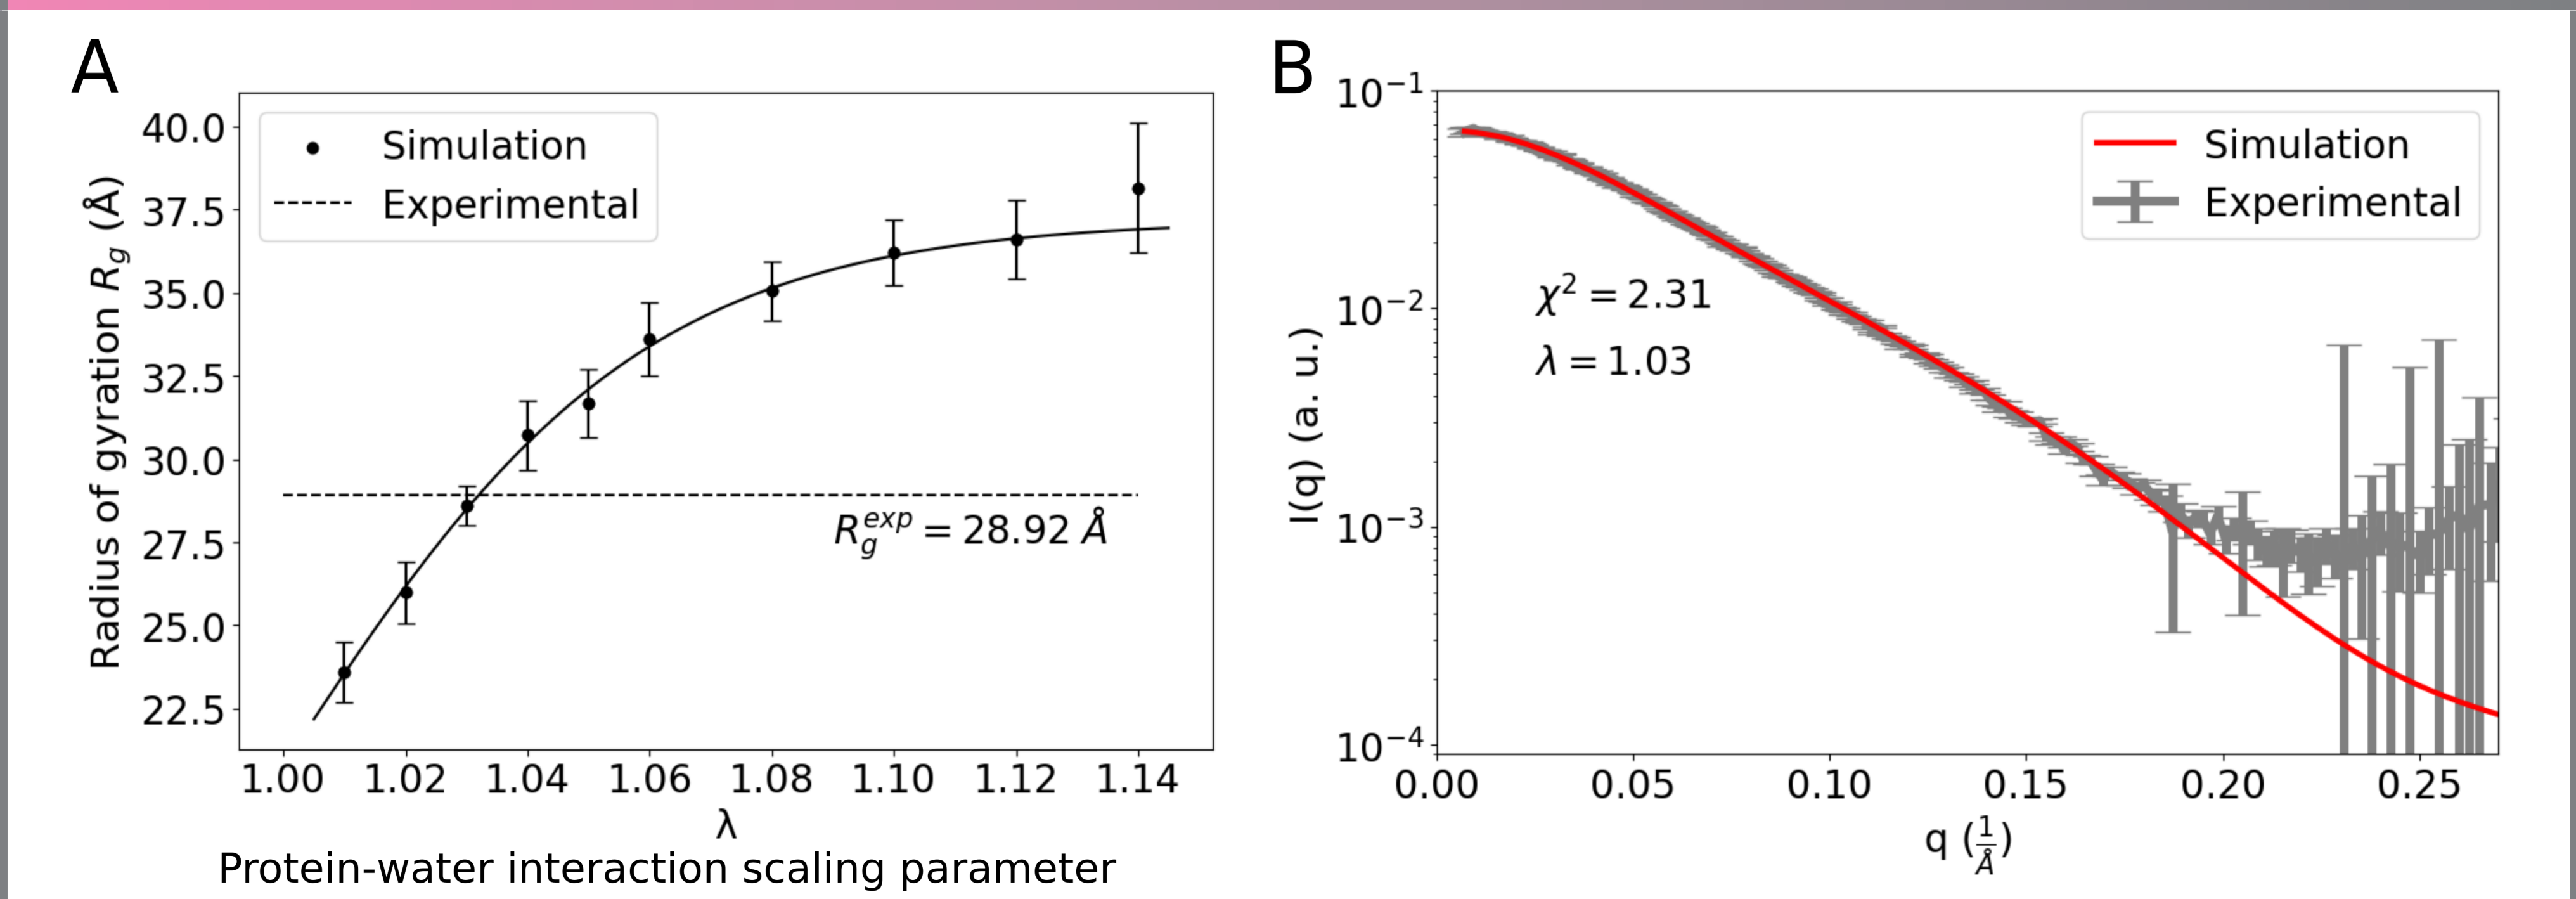 A
Radius of gyration Rg (Å)
40.0
37.5
35.0
32.5
30.0
27.5
25.0
22.5
Simulation
Experimental
R_g^{exp} = 28.92 Å
1.00 1.02 1.04 1.06 1.08 1.10 1.12 1.14
λ
Protein-water interaction scaling parameter
B
I(q) (a. u.)
10⁻¹
10⁻²
10⁻³
10⁻⁴
Simulation
Experimental
χ² = 2.31
λ = 1.03
0.00 0.05 0.10 0.15 0.20 0.25
q (1/Å)